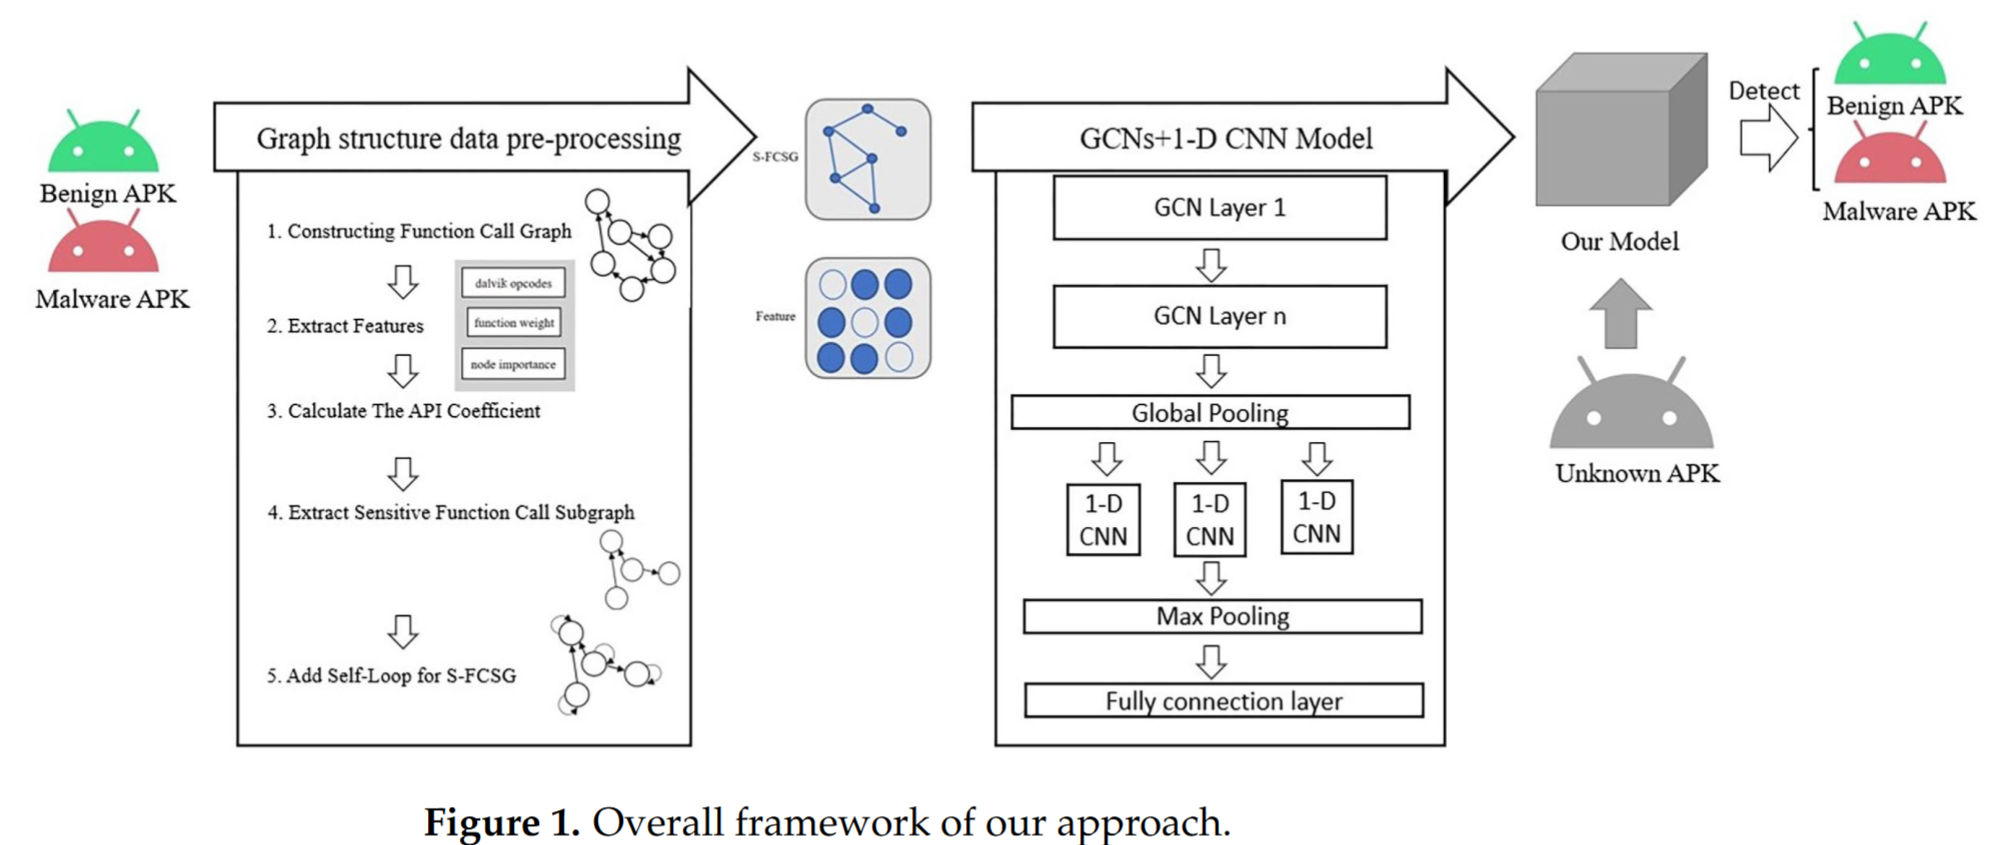 Benign APK
Malware APK
Graph structure data pre-processing
1. Constructing Function Call Graph
dalvik opcodes
function weight
node importance
2. Extract Features
3. Calculate The API Coefficient
4. Extract Sensitive Function Call Subgraph
5. Add Self-Loop for S-FCSG
S-FCSG
Feature
GCNs+1-D CNN Model
GCN Layer 1
GCN Layer n
Global Pooling
1-D
CNN
1-D
CNN
1-D
CNN
Max Pooling
Fully connection layer
Our Model
Unknown APK
Detect
Benign APK
Malware APK
Figure 1. Overall framework of our approach.